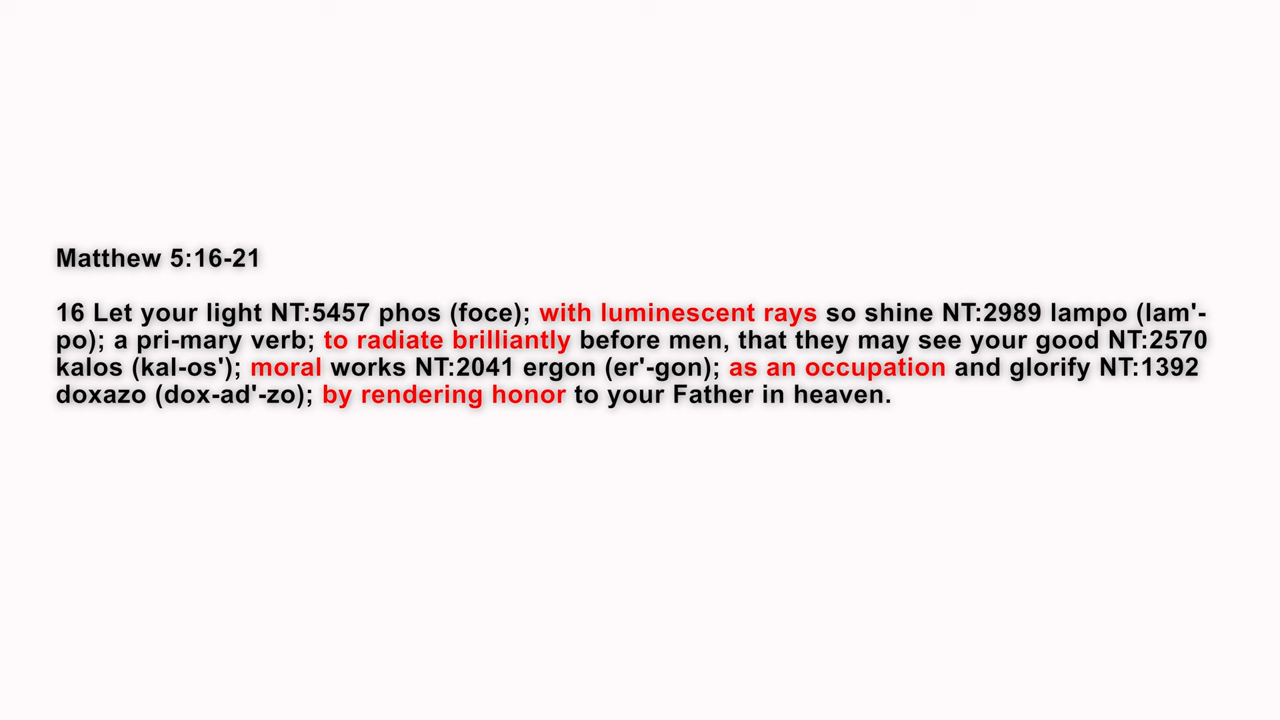 Matthew 5:16-21
16 Let your light NT:5457 phos (foce); with luminescent rays so shine NT:2989 lampo (lam'-
po); a pri-mary verb; to radiate brilliantly before men, that they may see your good NT:2570
kalos (kal-os'); moral works NT:2041 ergon (er'-gon); as an occupation and glorify NT:1392
doxazo (dox-ad'-zo); by rendering honor to your Father in heaven.